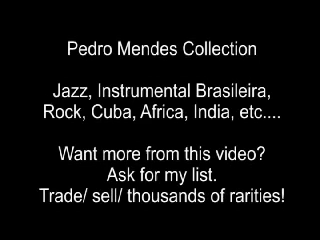 Pedro Mendes Collection
Jazz, Instrumental Brasileira,
Rock, Cuba, Africa, India, etc....
Want more from this video?
Ask for my list.
Trade/ sell/ thousands of rarities!